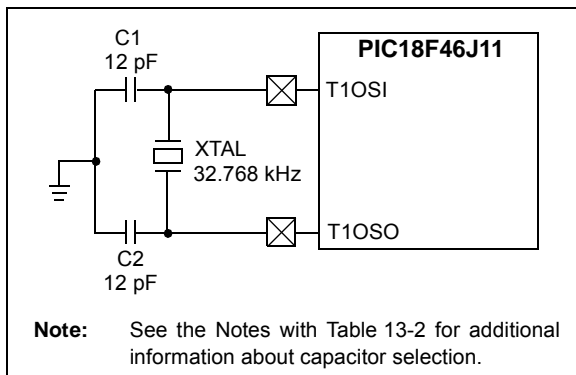 C1
12 pF
PIC18F46J11
T1OSI
XTAL
32.768 kHz
T1OSO
C2
12 pF
Note: See the Notes with Table 13-2 for additional
information about capacitor selection.